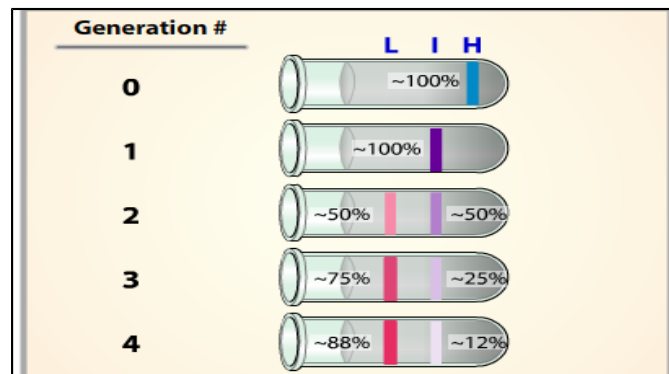 Generation #
L I H
0 ~100%
1 ~100%
2 ~50% ~50%
3 ~75% ~25%
4 ~88% ~12%